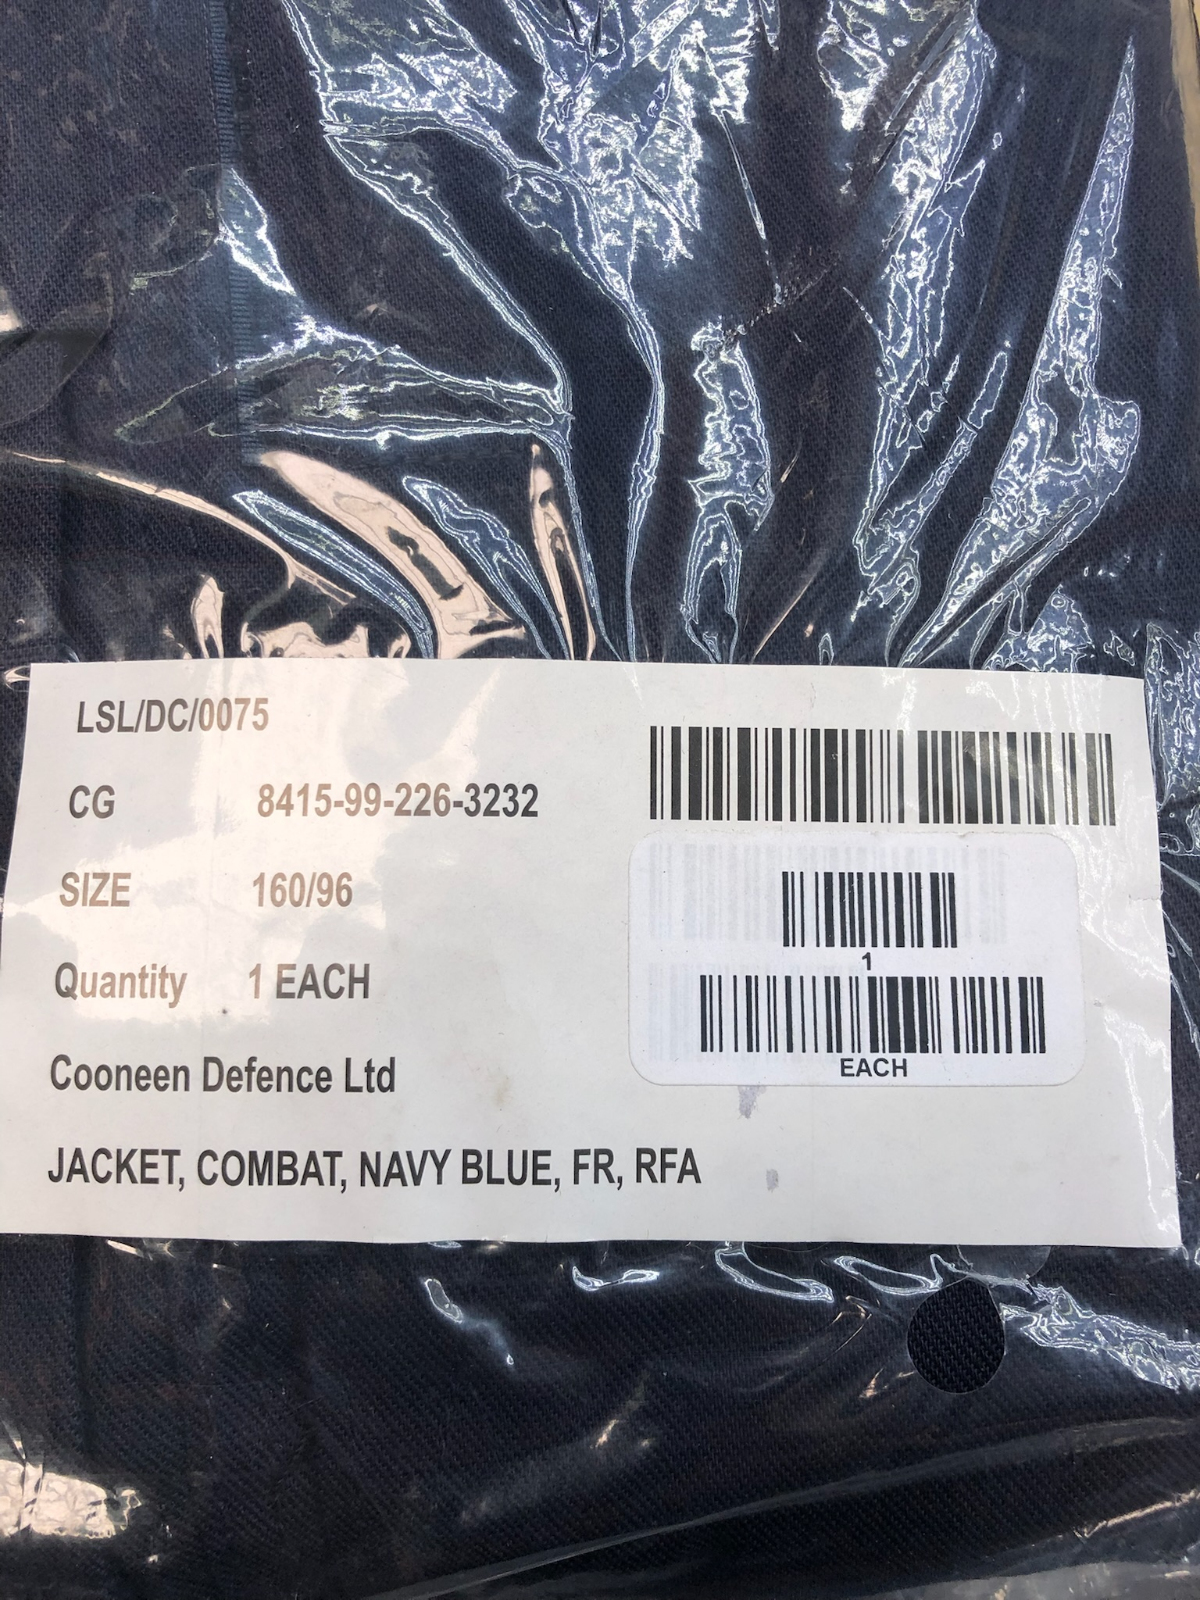 LSL/DC/0075
CG 8415-99-226-3232
SIZE 160/96
Quantity 1 EACH
Cooneen Defence Ltd
JACKET, COMBAT, NAVY BLUE, FR, RFA
1
EACH